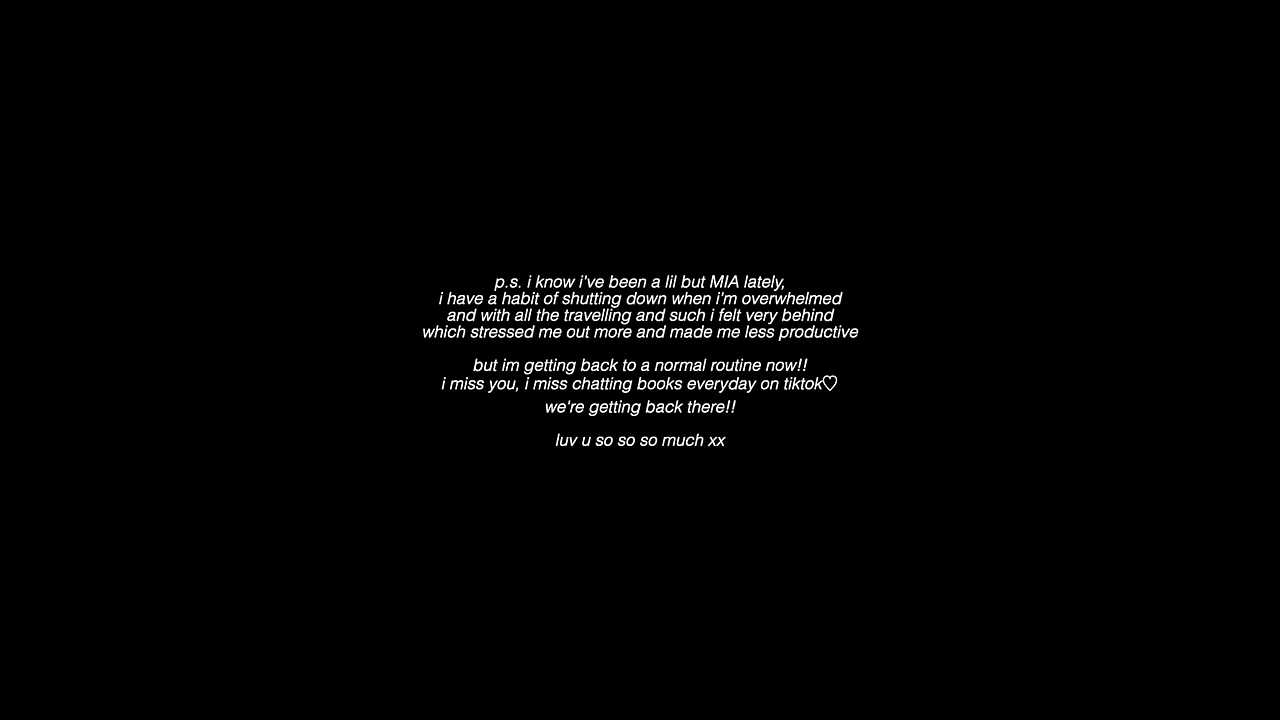 p.s. i know i've been a lil but MIA lately,
i have a habit of shutting down when i'm overwhelmed
and with all the travelling and such i felt very behind
which stressed me out more and made me less productive
but im getting back to a normal routine now!!
i miss you, i miss chatting books everyday on tiktok♡
we're getting back there!!
luv u so so so much xx